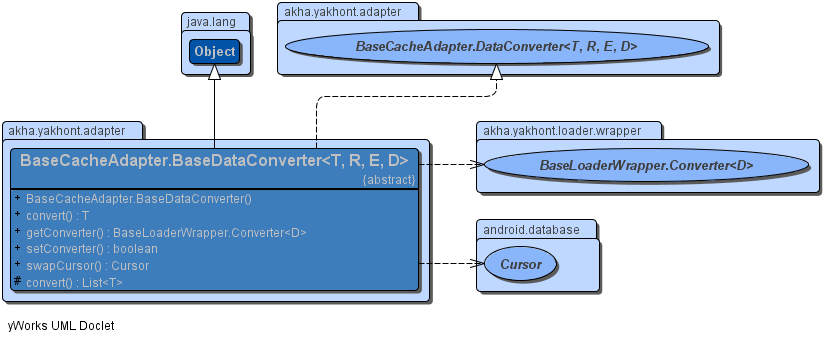 java.lang
Object
akha.yakhont.adapter
BaseCacheAdapter.DataConverter<T, R, E, D>
akha.yakhont.adapter
BaseCacheAdapter.BaseDataConverter<T, R, E, D>
{abstract}
+ BaseCacheAdapter.BaseDataConverter()
+ convert() : T
+ getConverter() : BaseLoaderWrapper.Converter<D>
+ setConverter() : boolean
+ swapCursor() : Cursor
# convert() : List<T>
akha.yakhont.loader.wrapper
BaseLoaderWrapper.Converter<D>
android.database
Cursor
yWorks UML Doclet